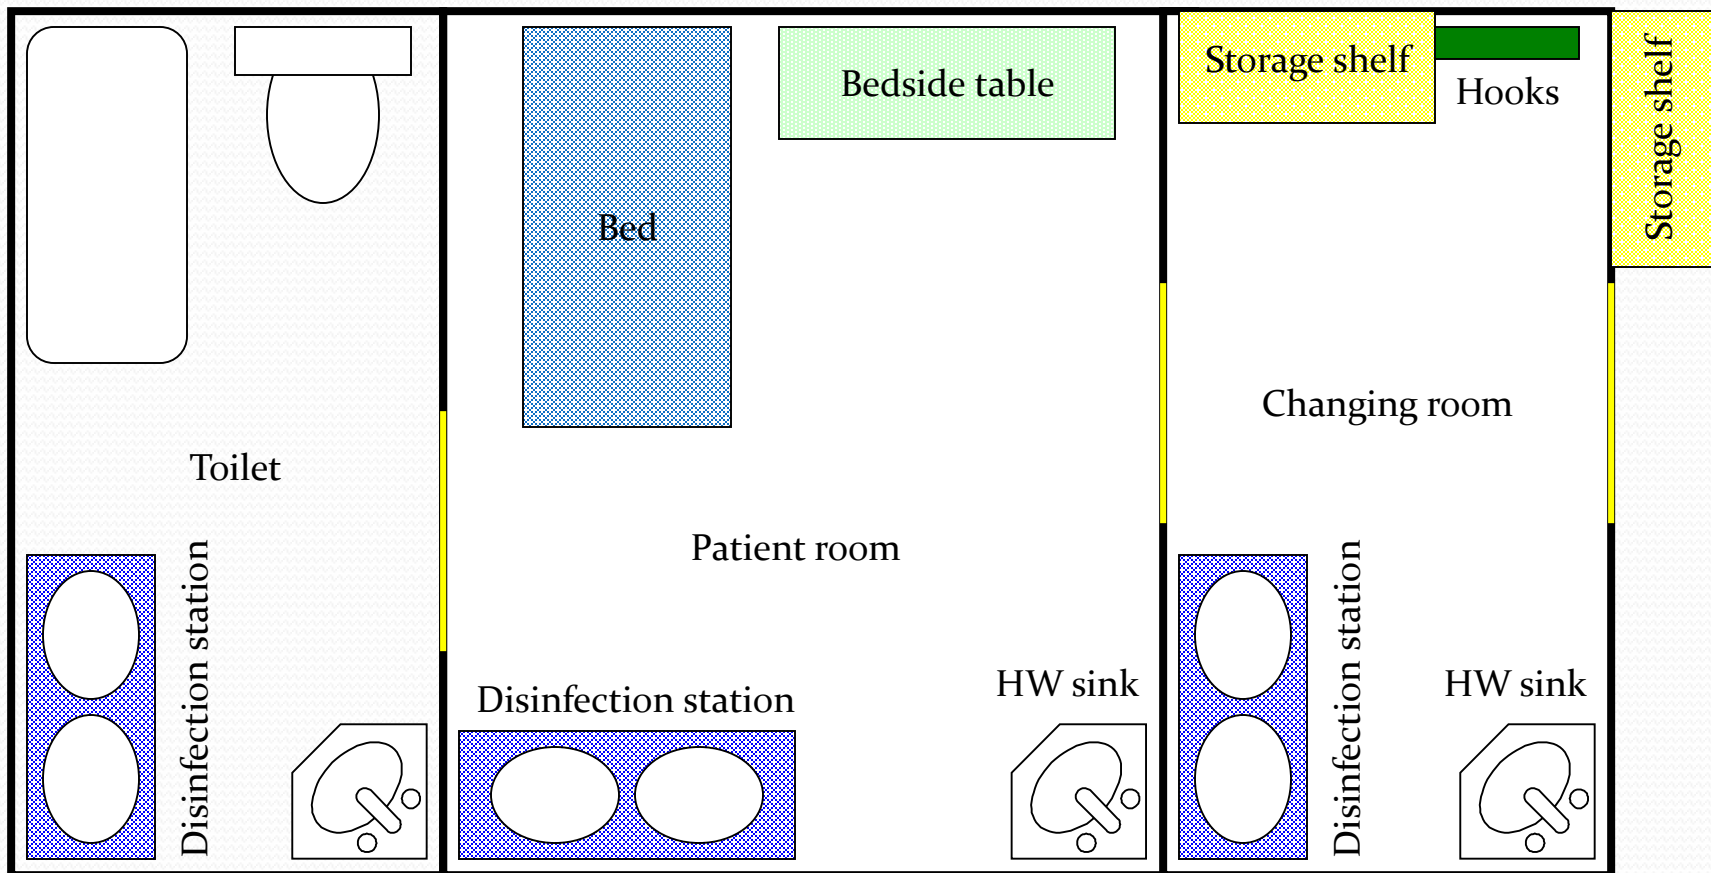 Storage shelf
Hooks
Storage shelf
Bedside table
Bed
Changing room
Toilet
Patient room
Disinfection station
Disinfection station
HW sink
Disinfection station
HW sink